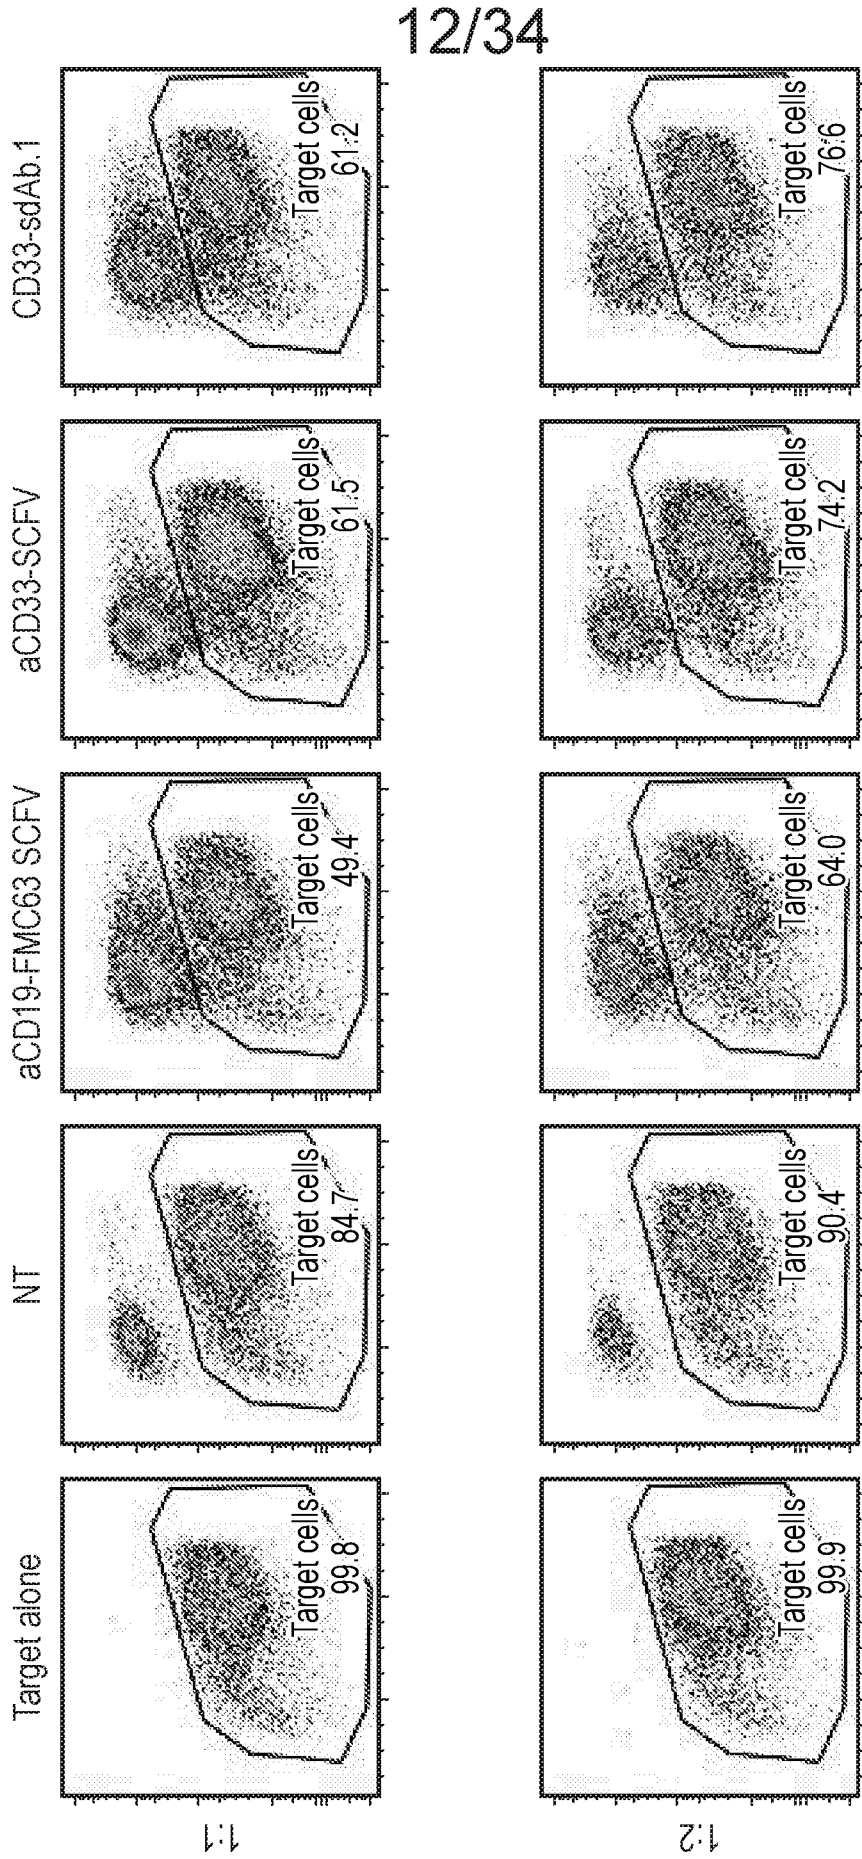 12/34
Target alone
NT
aCD19-FMC63 SCFV
aCD33-SCFV
CD33-sdAb.1
1:1
Target cells
99.8
Target cells
84.7
Target cells
49.4
Target cells
61.5
Target cells
61.2
1:2
Target cells
99.9
Target cells
90.4
Target cells
64.0
Target cells
74.2
Target cells
76.6